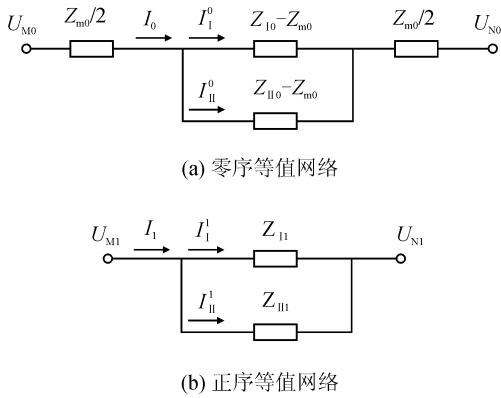 U_M0 Z_m0/2 I_0 I_I^0 Z_I0−Z_m0 Z_m0/2 U_N0
I_II^0 Z_II0−Z_m0
(a) 零序等值网络
U_M1 I_1 I_I^1 Z_I1 U_N1
I_II^1 Z_II1
(b) 正序等值网络